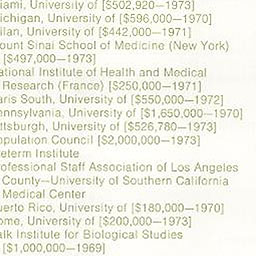 iami, University of [$502,920—1973]
ichigan, University of [$596,000—1970]
ilan, University of [$442,000—1971]
ount Sinai School of Medicine (New York)
[$497,000—1973]
ational Institute of Health and Medical
Research (France) [$250,000—1971]
aris South, University of [$550,000—1972]
ennsylvania, University of [$1,650,000—1970]
ttsburgh, University of [$526,780—1973]
opulation Council [$2,000,000—1973]
eterm Institute
ofessional Staff Association of Los Angeles
County—University of Southern California
Medical Center
uerto Rico, University of [$180,000—1970]
ome, University of [$200,000—1973]
alk Institute for Biological Studies
[$1,000,000—1969]